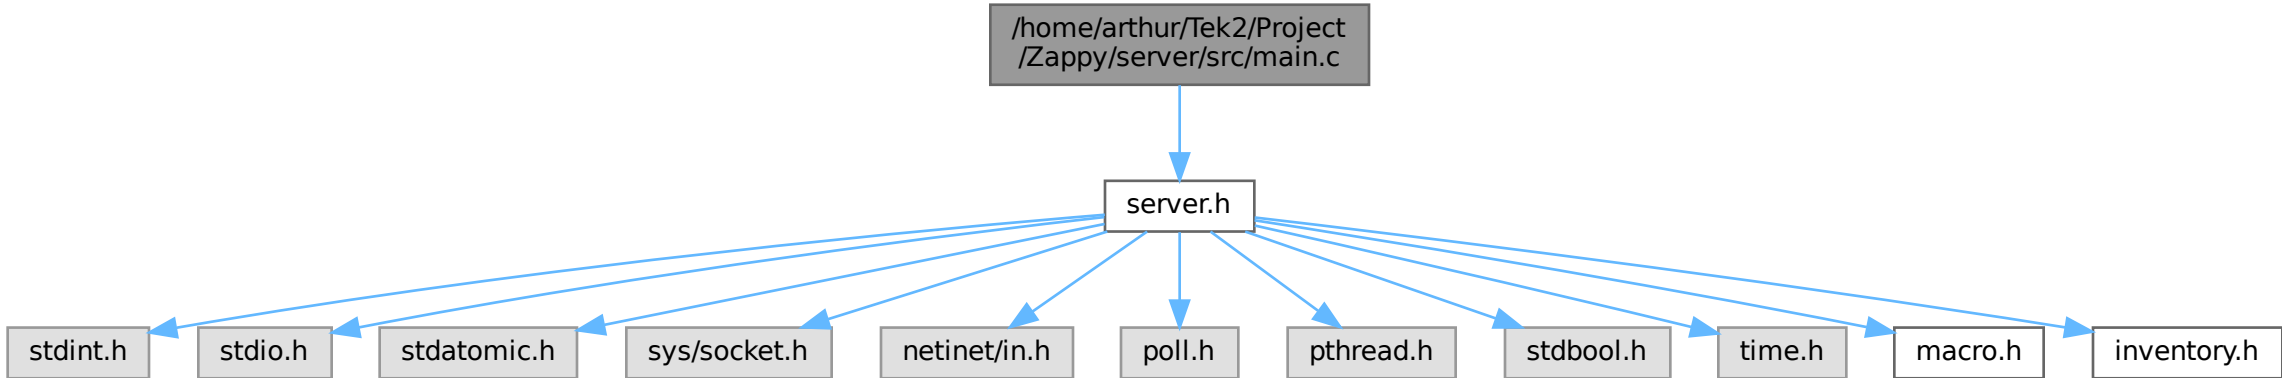 /home/arthur/Tek2/Project
/Zappy/server/src/main.c
server.h
stdint.h
stdio.h
stdatomic.h
sys/socket.h
netinet/in.h
poll.h
pthread.h
stdbool.h
time.h
macro.h
inventory.h